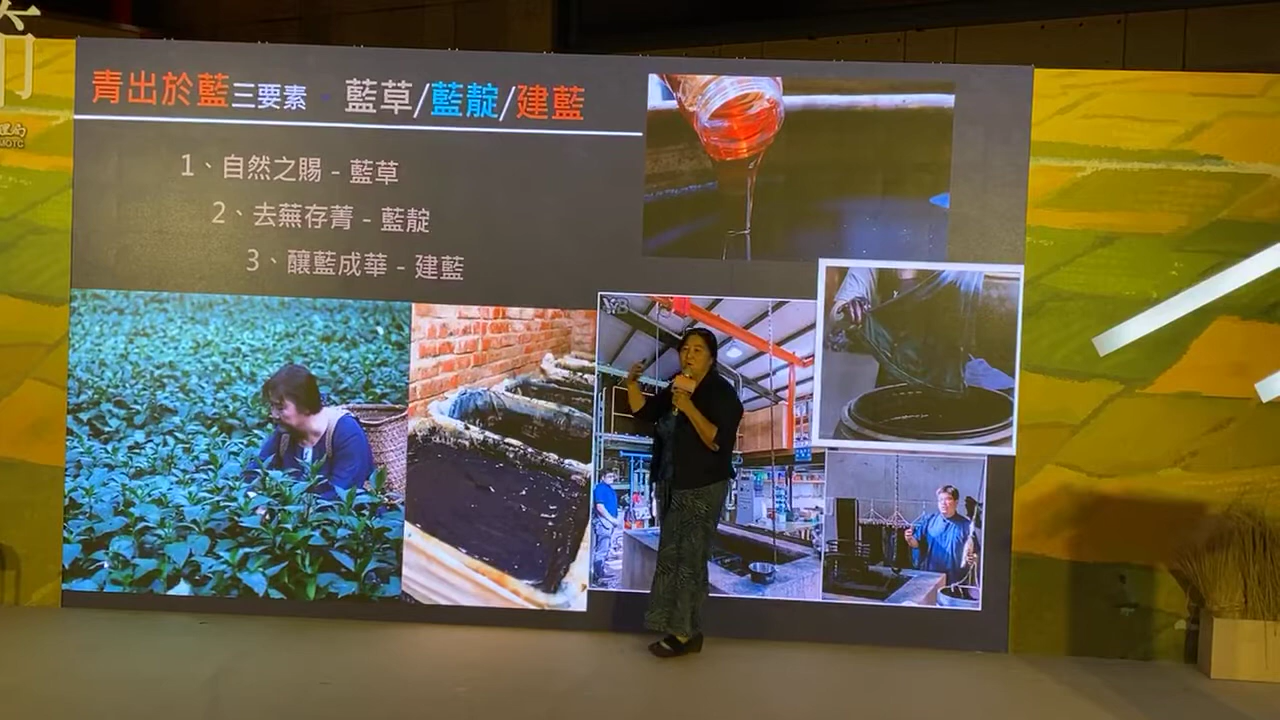 青出於藍三要素 - 藍草/藍靛/建藍
1、自然之賜 - 藍草
2、去蕪存菁 - 藍靛
3、釀藍成華 - 建藍